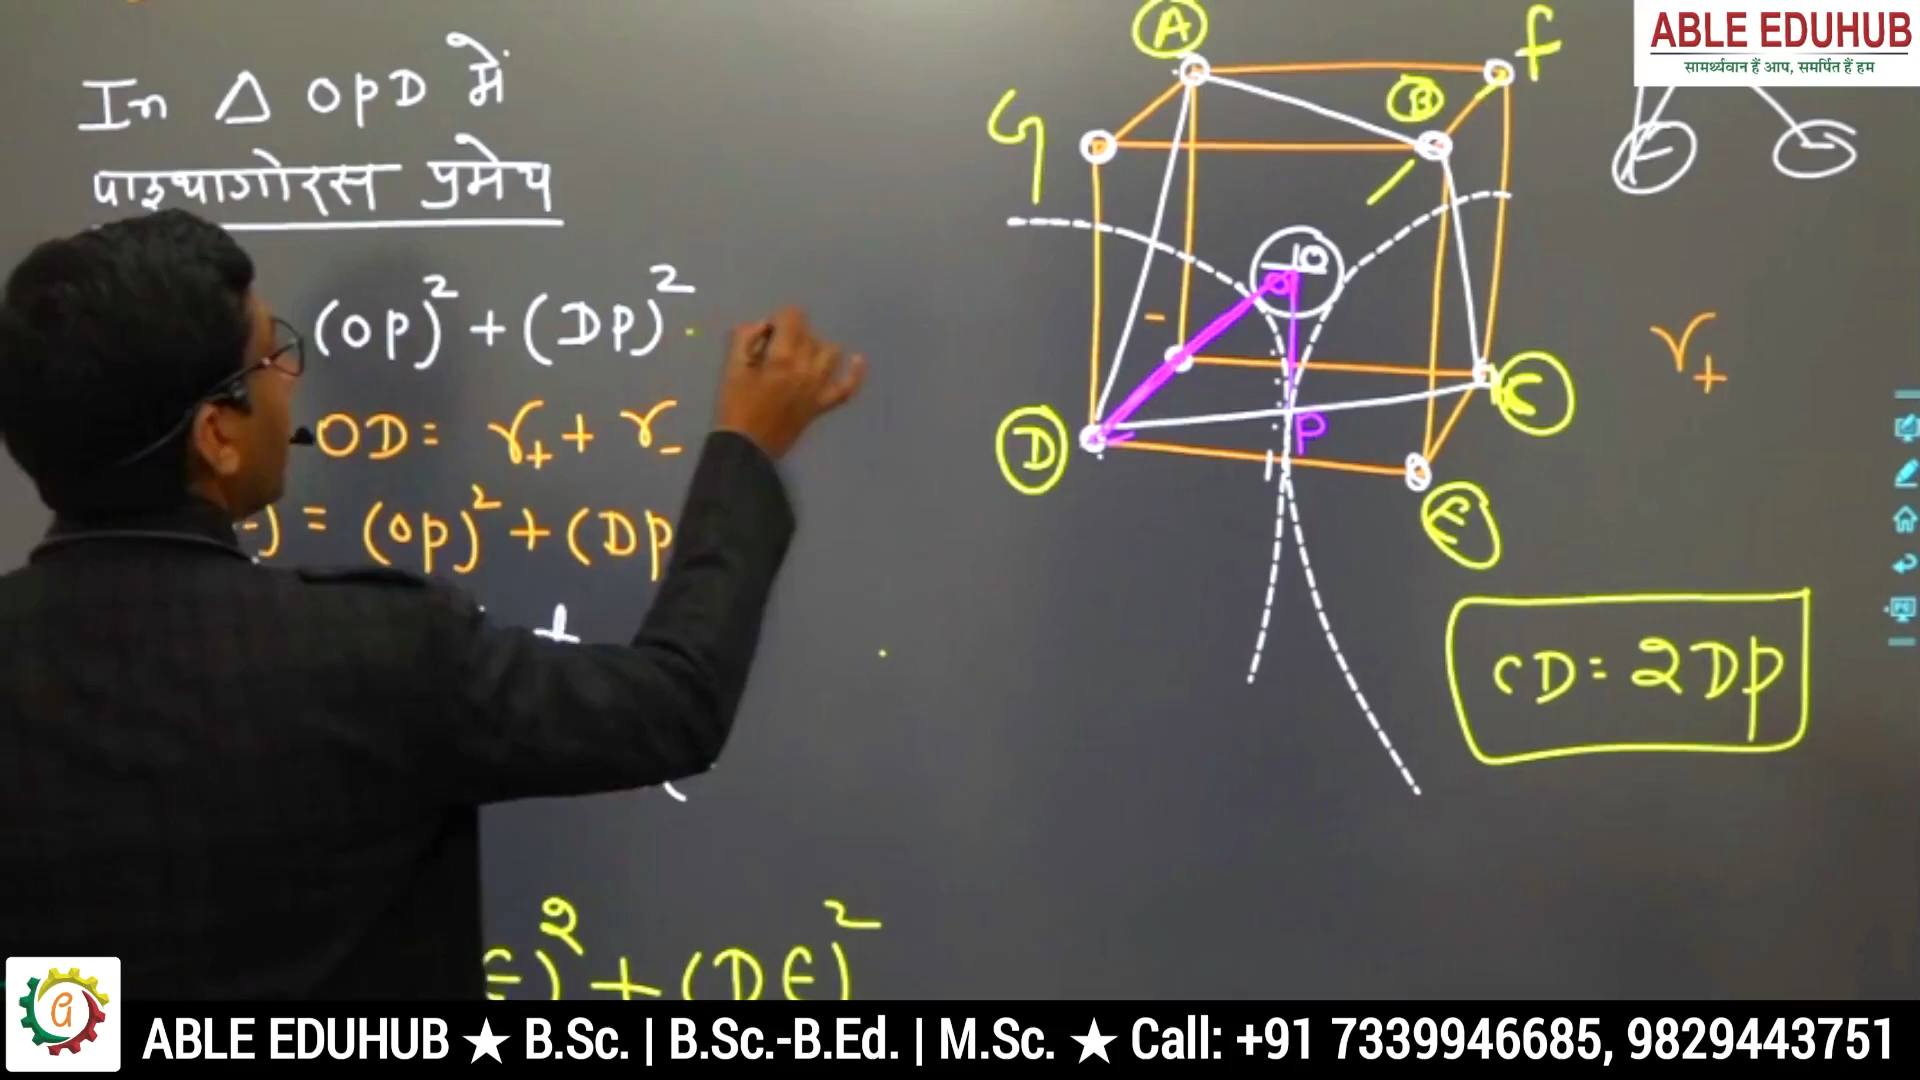 In △ OPD में
पाइथागोरस प्रमेय
(OP)² + (DP)²
OD = r₊ + r₋
-) = (OP)² + (DP
E)² + (DE)²
A
f
G
B
D
P
C
E
r₊
CD = 2DP
ABLE EDUHUB
सामर्थ्यवान हैं आप, समर्पित हैं हम
ABLE EDUHUB ★ B.Sc. | B.Sc.-B.Ed. | M.Sc. ★ Call: +91 7339946685, 9829443751